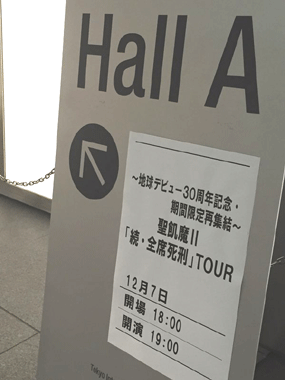 Hall A
～地球デビュー30周年記念・
期間限定再集結～
聖飢魔II
「続・全席死刑」TOUR
12月7日
開場 18:00
開演 19:00
Tokyo